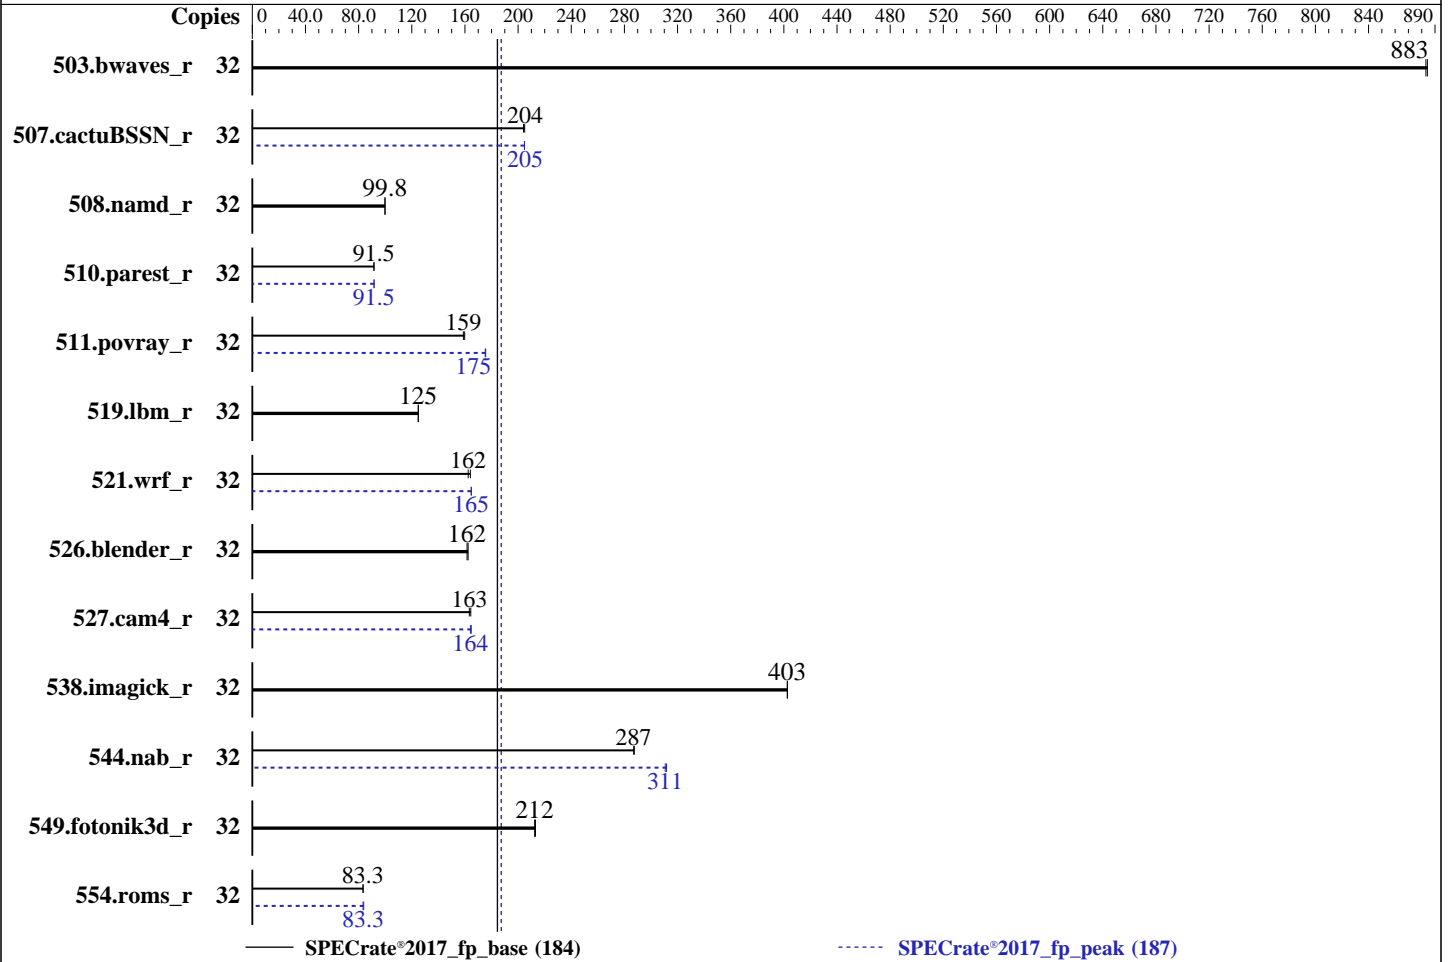 Copies 0 40.0 80.0 120 160 200 240 280 320 360 400 440 480 520 560 600 640 680 720 760 800 840 890
503.bwaves_r 32 883
507.cactuBSSN_r 32 204
205
508.namd_r 32 99.8
510.parest_r 32 91.5
91.5
511.povray_r 32 159
175
519.lbm_r 32 125
521.wrf_r 32 162
165
526.blender_r 32 162
527.cam4_r 32 163
164
538.imagick_r 32 403
544.nab_r 32 287
311
549.fotonik3d_r 32 212
554.roms_r 32 83.3
83.3
SPECrate®2017_fp_base (184) SPECrate®2017_fp_peak (187)